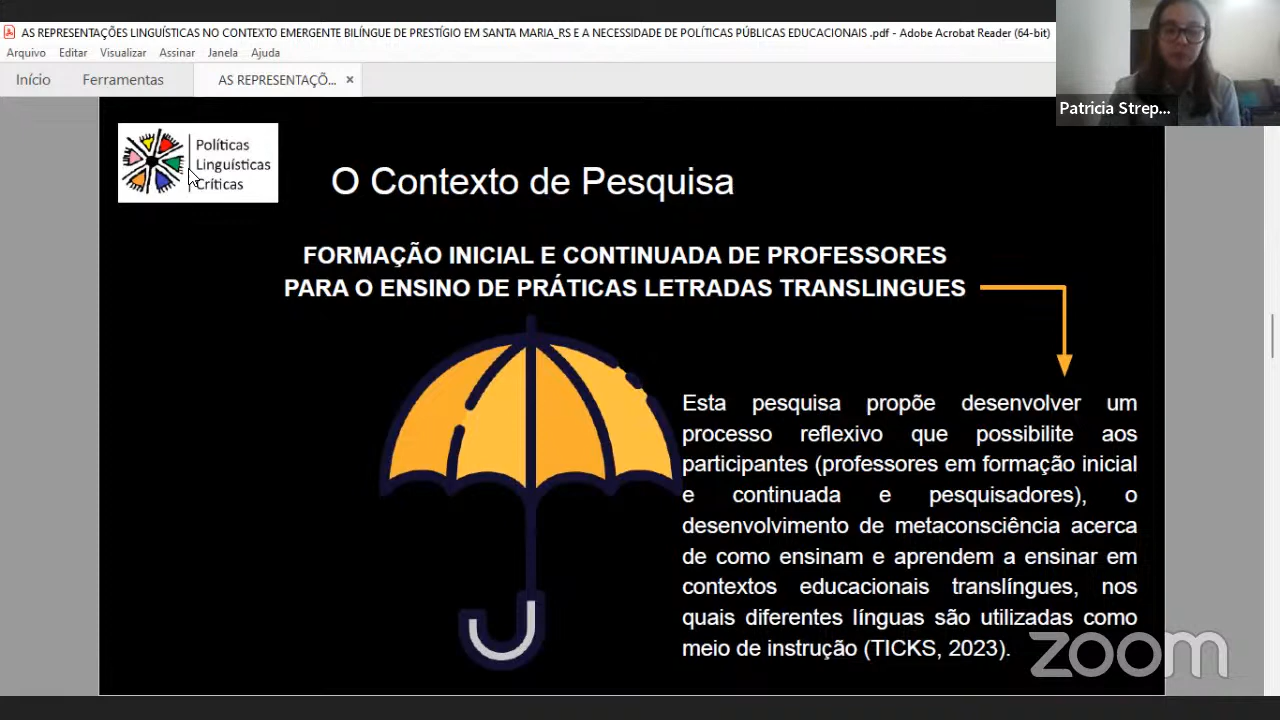 AS REPRESENTAÇÕES LINGUÍSTICAS NO CONTEXTO EMERGENTE BILÍNGUE DE PRESTÍGIO EM SANTA MARIA_RS E A NECESSIDADE DE POLÍTICAS PÚBLICAS EDUCACIONAIS .pdf - Adobe Acrobat Reader (64-bit)
Arquivo Editar Visualizar Assinar Janela Ajuda
Início Ferramentas AS REPRESENTAÇÕ... ×
Patricia Strep...
Políticas
Linguísticas
Críticas
O Contexto de Pesquisa
FORMAÇÃO INICIAL E CONTINUADA DE PROFESSORES
PARA O ENSINO DE PRÁTICAS LETRADAS TRANSLINGUES
Esta pesquisa propõe desenvolver um
processo reflexivo que possibilite aos
participantes (professores em formação inicial
e continuada e pesquisadores), o
desenvolvimento de metaconsciência acerca
de como ensinam e aprendem a ensinar em
contextos educacionais translíngues, nos
quais diferentes línguas são utilizadas como
meio de instrução (TICKS, 2023).
zoom